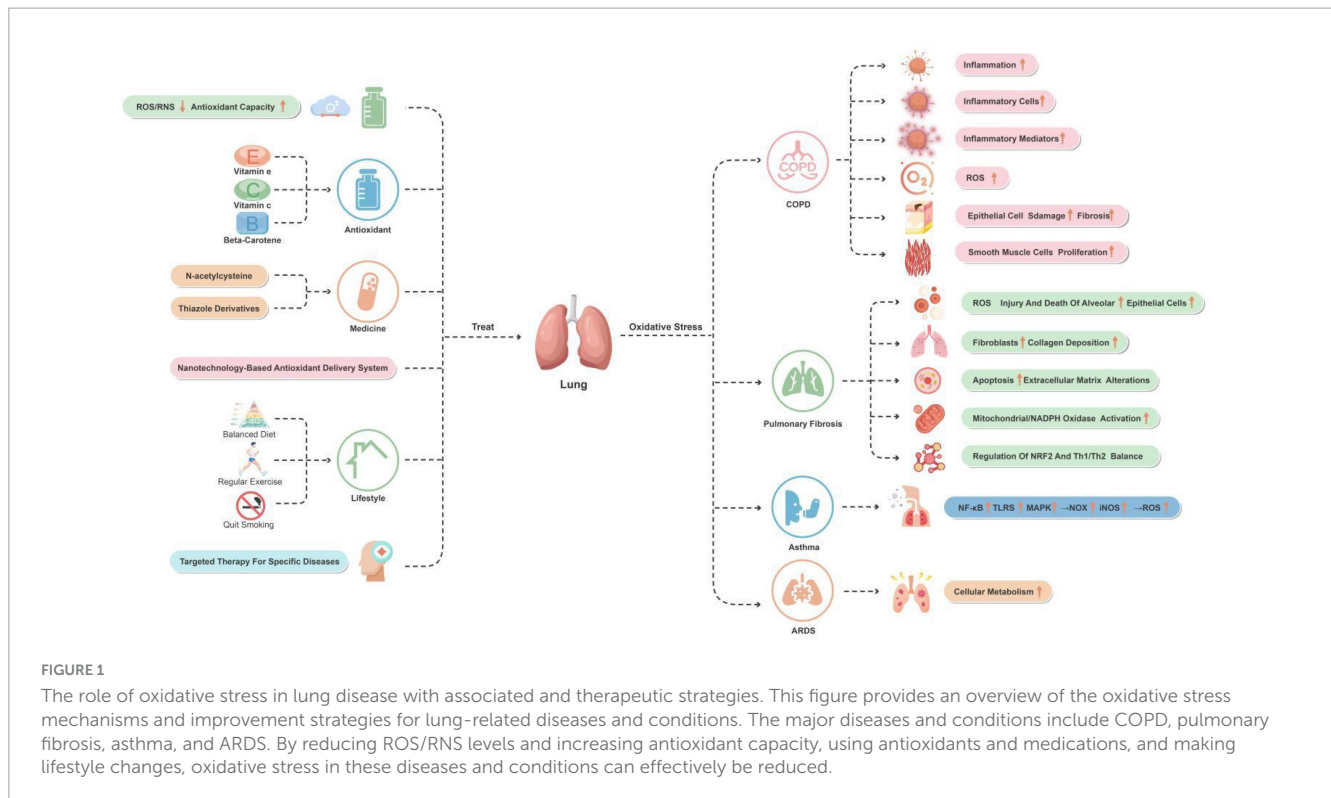 ROS/RNS ↓ Antioxidant Capacity ↑
O²
E
Vitamin e
C
Vitamin c
B
Beta-Carotene
Antioxidant
N-acetylcysteine
Thiazole Derivatives
Medicine
Nanotechnology-Based Antioxidant Delivery System
Balanced Diet
Regular Exercise
Quit Smoking
Lifestyle
Targeted Therapy For Specific Diseases
Treat
Lung
Oxidative Stress
COPD
COPD
Inflammation ↑
Inflammatory Cells ↑
Inflammatory Mediators ↑
O₂
ROS ↑
Epithelial Cell Sdamage ↑ Fibrosis ↑
Smooth Muscle Cells Proliferation ↑
Pulmonary Fibrosis
ROS Injury And Death Of Alveolar ↑ Epithelial Cells ↑
Fibroblasts ↑ Collagen Deposition ↑
Apoptosis ↑ Extracellular Matrix Alterations
Mitochondrial/NADPH Oxidase Activation ↑
Regulation Of NRF2 And Th1/Th2 Balance
Asthma
NF-κB ↑ TLRS ↑ MAPK ↑ →NOX ↑ iNOS ↑ →ROS ↑
ARDS
Cellular Metabolism ↑
FIGURE 1
The role of oxidative stress in lung disease with associated and therapeutic strategies. This figure provides an overview of the oxidative stress
mechanisms and improvement strategies for lung-related diseases and conditions. The major diseases and conditions include COPD, pulmonary
fibrosis, asthma, and ARDS. By reducing ROS/RNS levels and increasing antioxidant capacity, using antioxidants and medications, and making
lifestyle changes, oxidative stress in these diseases and conditions can effectively be reduced.